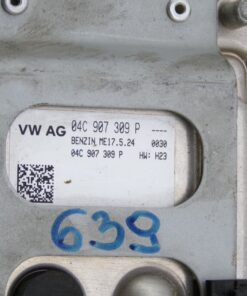 VW AG 04C 907 309 P ----
BENZIN ME17.5.24 0030
04C 907 309 P HW: H23
639